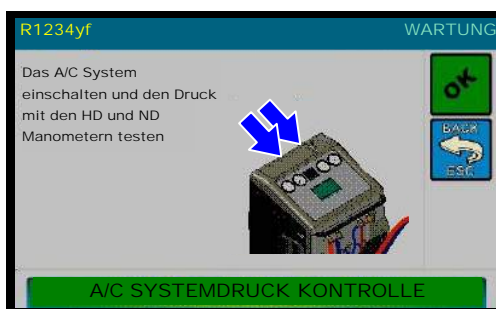 R1234yf WARTUNG
Das A/C System
einschalten und den Druck
mit den HD und ND
Manometern testen
OK
BACK
ESC
A/C SYSTEMDRUCK KONTROLLE